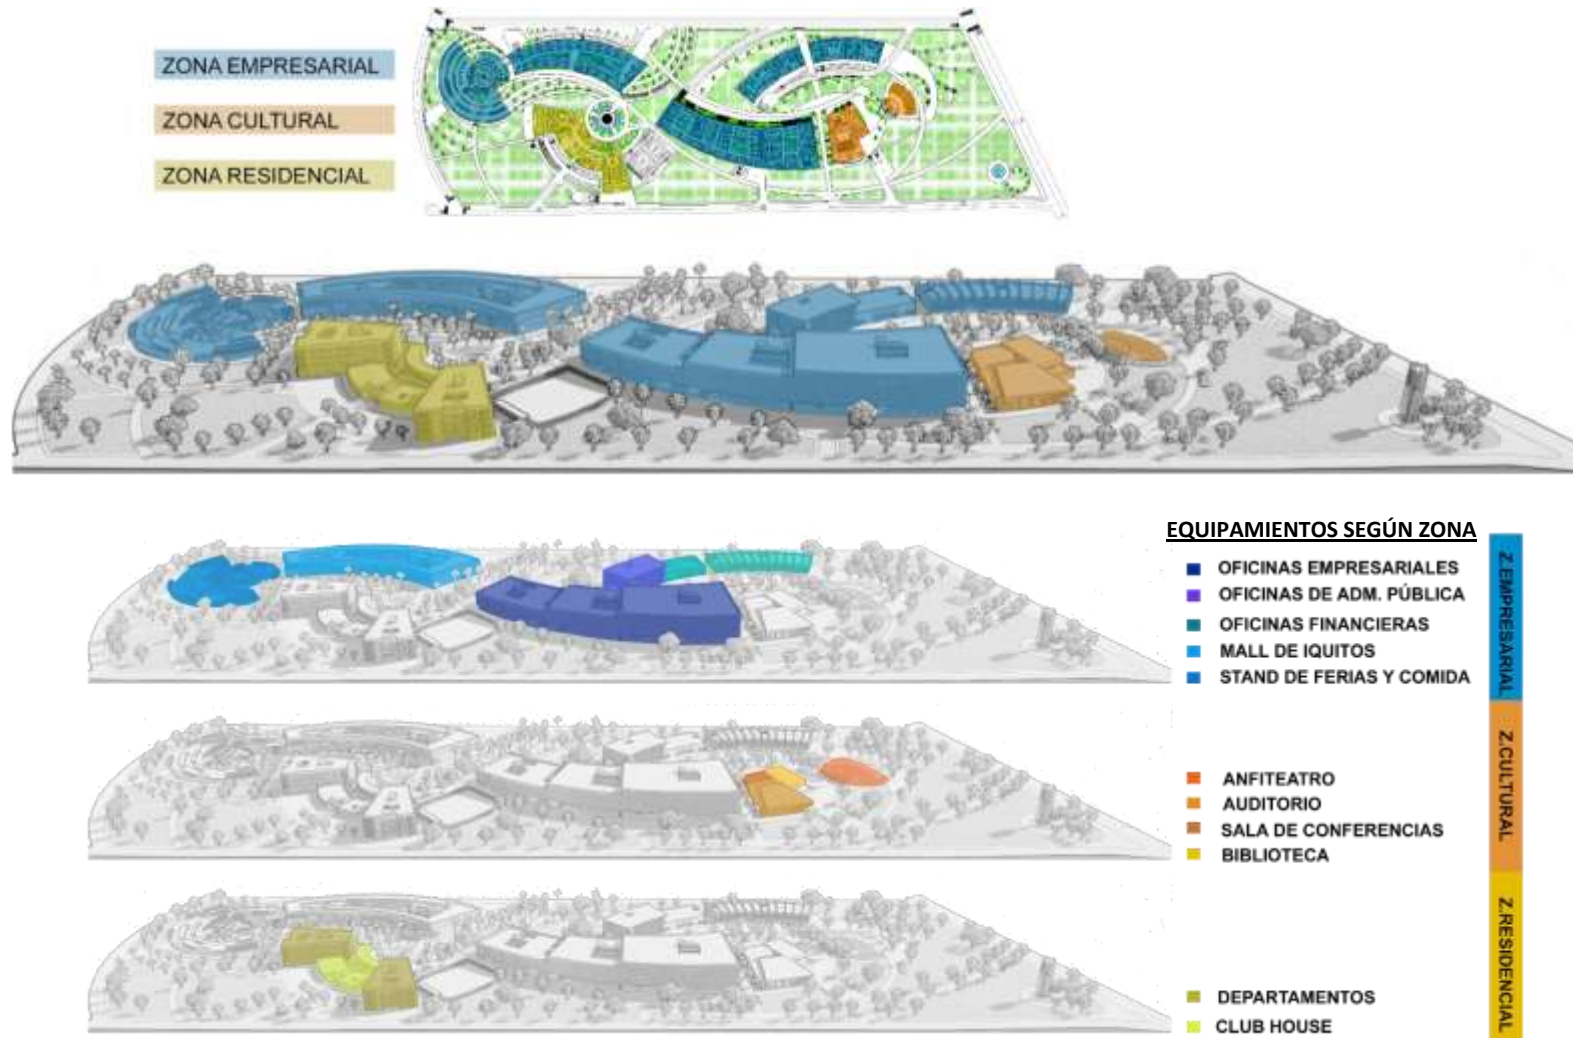 ZONA EMPRESARIAL
ZONA CULTURAL
ZONA RESIDENCIAL
EQUIPAMIENTOS SEGÚN ZONA
OFICINAS EMPRESARIALES
OFICINAS DE ADM. PÚBLICA
OFICINAS FINANCIERAS
MALL DE IQUITOS
STAND DE FERIAS Y COMIDA
Z.EMPRESARIAL
ANFITEATRO
AUDITORIO
SALA DE CONFERENCIAS
BIBLIOTECA
Z.CULTURAL
DEPARTAMENTOS
CLUB HOUSE
Z.RESIDENCIAL